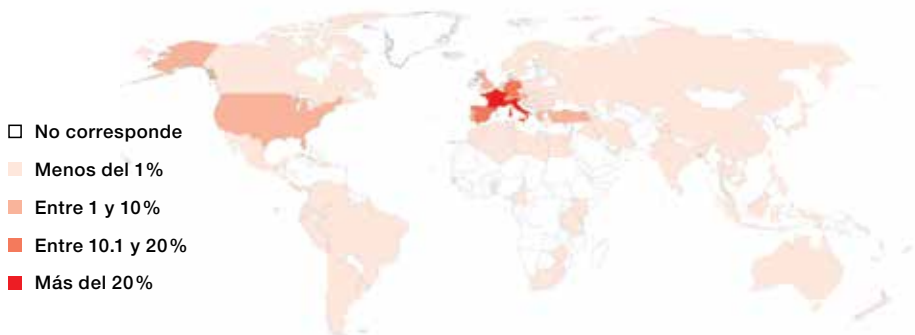 No corresponde
Menos del 1%
Entre 1 y 10%
Entre 10.1 y 20%
Más del 20%